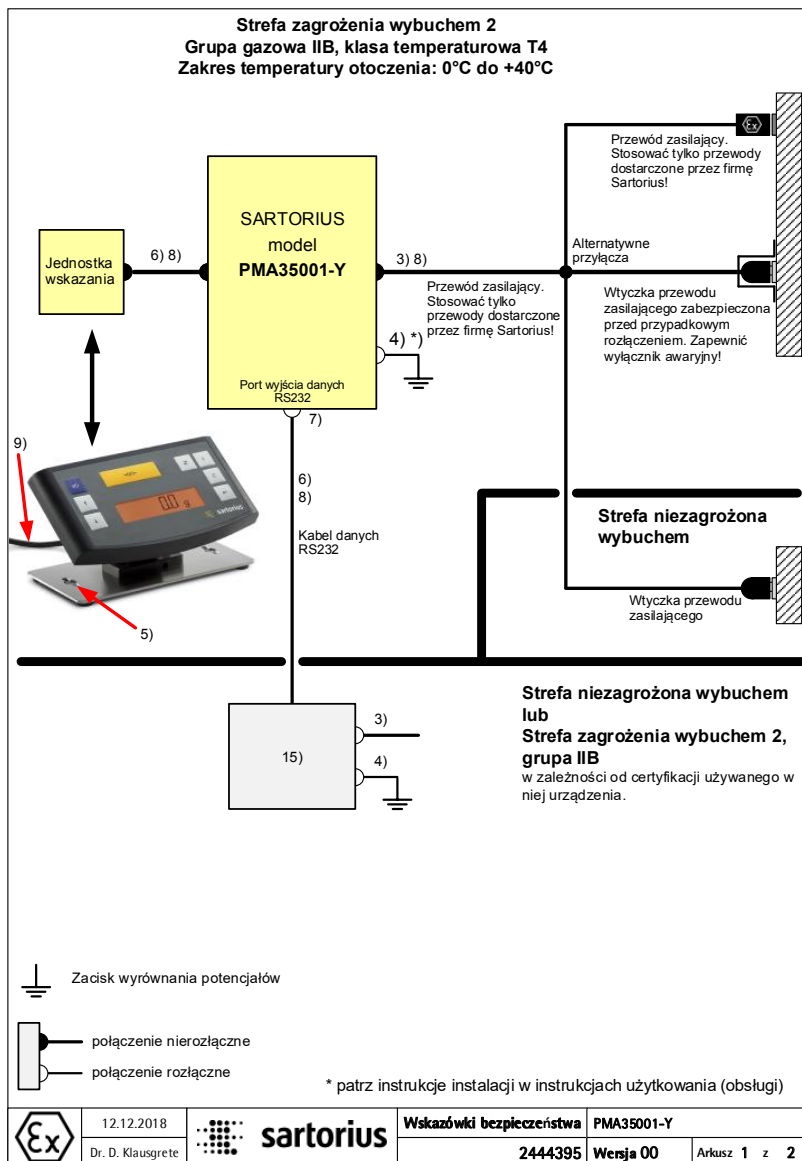 Strefa zagrożenia wybuchem 2
Grupa gazowa IIB, klasa temperaturowa T4
Zakres temperatury otoczenia: 0°C do +40°C
Ex
Przewód zasilający.
Stosować tylko przewody
dostarczone przez firmę
Sartorius!
SARTORIUS
model
PMA35001-Y
Jednostka
wskazania
6) 8)
3) 8)
Alternatywne
przyłącza
Przewód zasilający.
Stosować tylko
przewody dostarczone
przez firmę Sartorius!
Wtyczka przewodu
zasilającego zabezpieczona
przed przypadkowym
rozłączeniem. Zapewnić
wyłącznik awaryjny!
4) *)
Port wyjścia danych
RS232
7)
9)
6)
8)
0.0 g
sartorius
Kabel danych
RS232
5)
Strefa niezagrożona
wybuchem
Wtyczka przewodu
zasilającego
Strefa niezagrożona wybuchem
lub
Strefa zagrożenia wybuchem 2,
grupa IIB
w zależności od certyfikacji używanego w
niej urządzenia.
15)
3)
4)
Zacisk wyrównania potencjałów
połączenie nierozłączne
połączenie rozłączne
* patrz instrukcje instalacji w instrukcjach użytkowania (obsługi)
Ex
12.12.2018
Dr. D. Klausgrete
sartorius
Wskazówki bezpieczeństwa PMA35001-Y
2444395 Wersja 00 Arkusz 1 z 2